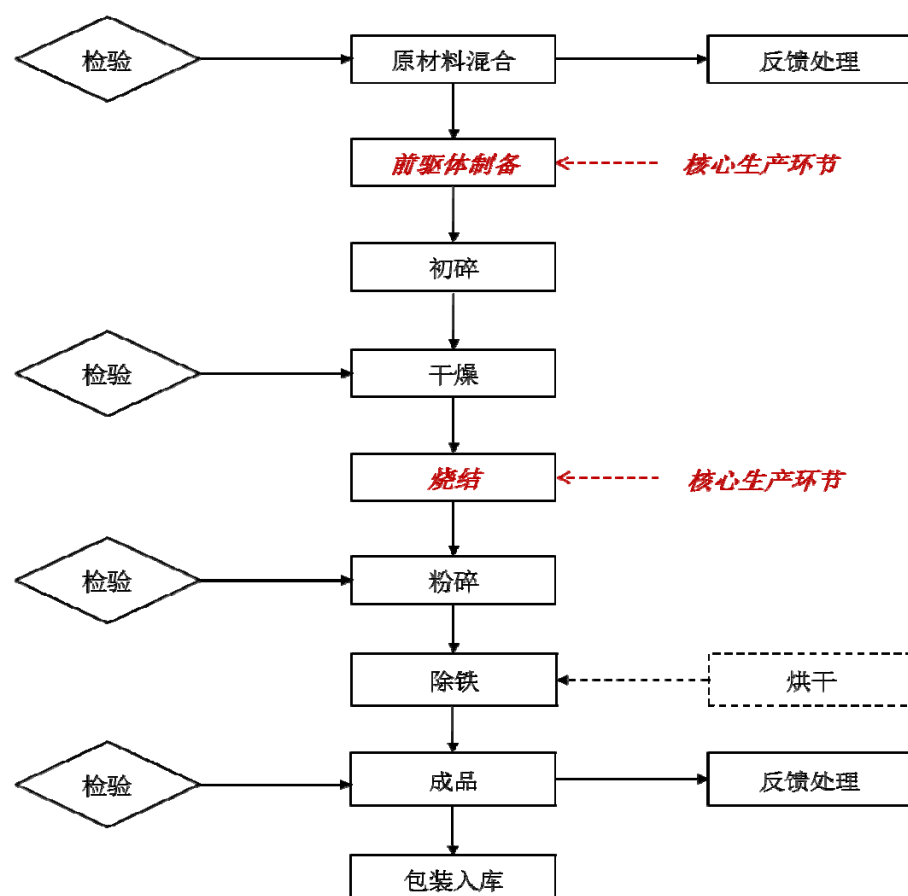 检验
原材料混合
反馈处理
前驱体制备
核心生产环节
初碎
检验
干燥
烧结
核心生产环节
检验
粉碎
除铁
烘干
检验
成品
反馈处理
包装入库